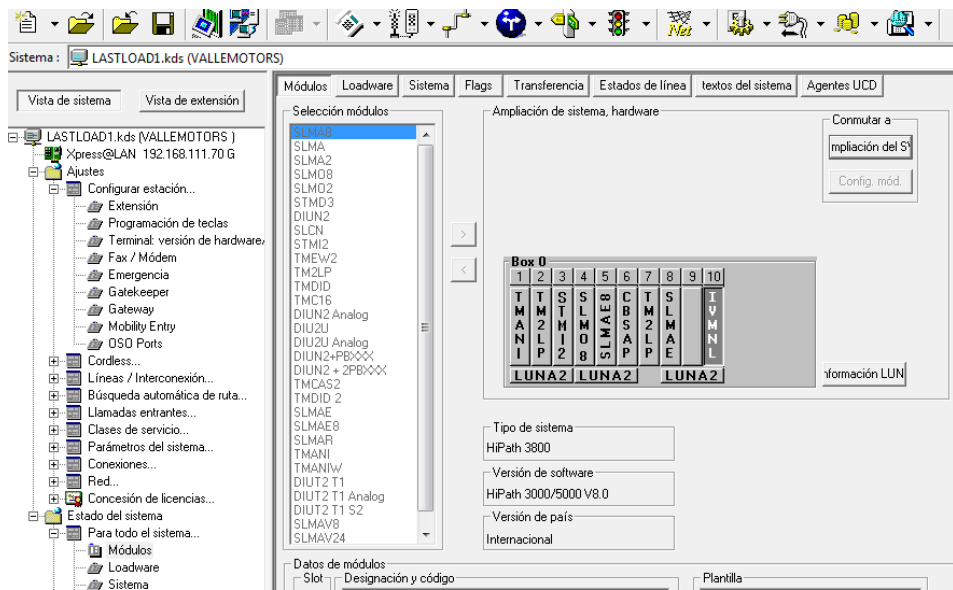 Sistema : LASTLOAD1.kds (VALLEMOTORS)
Vista de sistema Vista de extensión
LASTLOAD1.kds (VALLEMOTORS )
Xpress@LAN 192.168.111.70 G
Ajustes
Configurar estación...
Extensión
Programación de teclas
Terminal: versión de hardware/
Fax / Módem
Emergencia
Gatekeeper
Gateway
Mobility Entry
OSO Ports
Cordless...
Líneas / Interconexión...
Búsqueda automática de ruta...
Llamadas entrantes...
Clases de servicio...
Parámetros del sistema...
Conexiones...
Red...
Concesión de licencias...
Estado del sistema
Para todo el sistema...
Módulos
Loadware
Sistema
Módulos Loadware Sistema Flags Transferencia Estados de línea textos del sistema Agentes UCD
Selección módulos
SLMA8
SLMA
SLMA2
SLMO8
SLMO2
STMD3
DIUN2
SLCN
STMI2
TMEW2
TM2LP
TMDID
TMC16
DIUN2 Analog
DIU2U
DIU2U Analog
DIUN2+PBXXX
DIUN2 + 2PBXXX
TMCAS2
TMDID 2
SLMAE
SLMAE8
SLMAR
TMANI
TMANIW
DIUT2 T1
DIUT2 T1 Analog
DIUT2 T1 S2
SLMAV8
SLMAV24
>
<
Ampliación de sistema, hardware
Conmutar a
mpliación del SY
Config. mód.
Box 0
1 2 3 4 5 6 7 8 9 10
TMANI TM2LP STMI2 SLMO8 SLMAE8 CBSAP TM2LP SLMAE IVMNL
LUNA2 LUNA2 LUNA2
nformación LUN
Tipo de sistema
HiPath 3800
Versión de software
HiPath 3000/5000 V8.0
Versión de país
Internacional
Datos de módulos
Slot Designación y código Plantilla